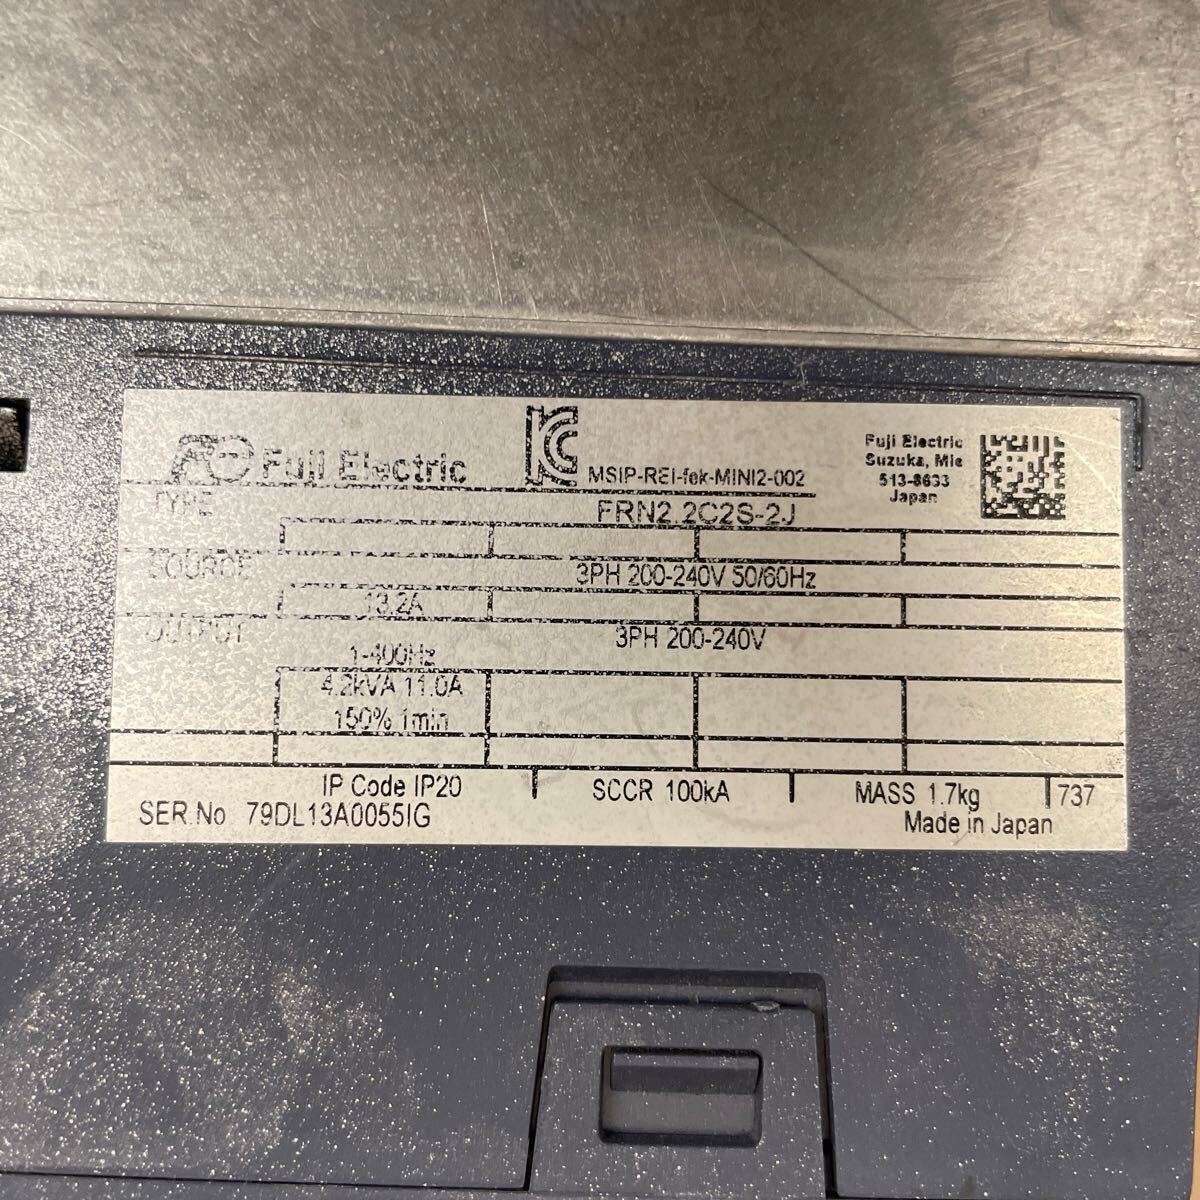 Fuji Electric
MSIP-REI-fek-MINI2-002
Fuji Electric
Suzuka, Mie
513-8633
Japan
TYPE
FRN2.2C2S-2J
SOURCE
3PH 200-240V 50/60Hz
13.2A
OUTPUT
3PH 200-240V
1-400Hz
4.2kVA 11.0A
150% 1min
IP Code IP20
SCCR 100kA
MASS 1.7kg
737
SER.No 79DL13A0055IG
Made in Japan